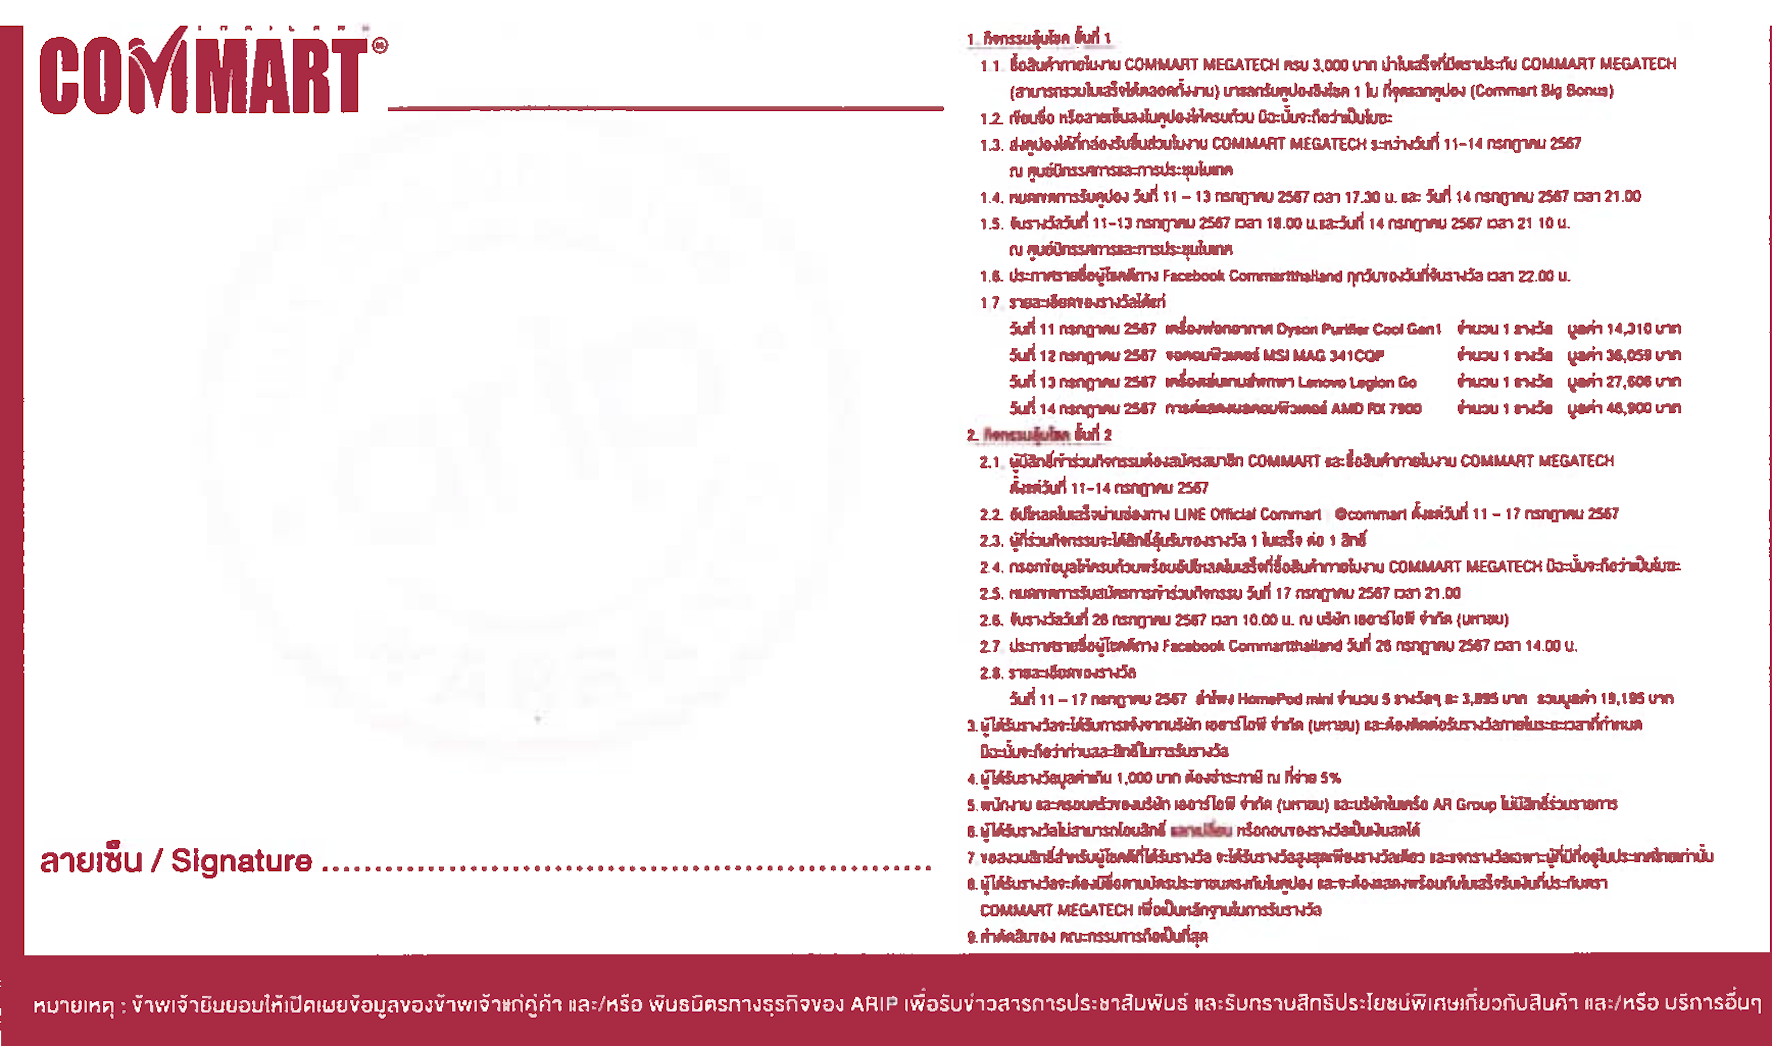 COMMART®
ลายเซ็น / Signature
1. กิจกรรมลุ้นโชค ชั้นที่ 1
1.1. ซื้อสินค้าภายในงาน COMMART MEGATECH ครบ 3,000 บาท นำใบเสร็จที่มีตราประทับ COMMART MEGATECH
(สามารถรวมใบเสร็จได้ตลอดทั้งงาน) มาแลกรับคูปองชิงโชค 1 ใบ ที่จุดแลกคูปอง (Commart Big Bonus)
1.2. เขียนชื่อ หรือลายเซ็นลงในคูปองให้ครบถ้วน มิฉะนั้นจะถือว่าเป็นโมฆะ
1.3. ส่งคูปองได้ที่กล่องรับชิ้นส่วนในงาน COMMART MEGATECH ระหว่างวันที่ 11-14 กรกฎาคม 2567
ณ ศูนย์นิทรรศการและการประชุมไบเทค
1.4. หมดเขตการรับคูปอง วันที่ 11 – 13 กรกฎาคม 2567 เวลา 17.30 น. และ วันที่ 14 กรกฎาคม 2567 เวลา 21.00
1.5. จับรางวัลวันที่ 11-13 กรกฎาคม 2567 เวลา 18.00 น.และวันที่ 14 กรกฎาคม 2567 เวลา 21.10 น.
ณ ศูนย์นิทรรศการและการประชุมไบเทค
1.6. ประกาศรายชื่อผู้โชคดีทาง Facebook Commartthailand ทุกวันของวันที่จับรางวัล เวลา 22.00 น.
1.7. รายละเอียดของรางวัลได้แก่
วันที่ 11 กรกฎาคม 2567 เครื่องฟอกอากาศ Dyson Purifier Cool Gen1 จำนวน 1 รางวัล มูลค่า 14,310 บาท
วันที่ 12 กรกฎาคม 2567 จอคอมพิวเตอร์ MSI MAG 341CQP จำนวน 1 รางวัล มูลค่า 36,059 บาท
วันที่ 13 กรกฎาคม 2567 เครื่องเล่นเกมส์พกพา Lenovo Legion Go จำนวน 1 รางวัล มูลค่า 27,606 บาท
วันที่ 14 กรกฎาคม 2567 การ์ดแสดงผลคอมพิวเตอร์ AMD RX 7900 จำนวน 1 รางวัล มูลค่า 46,900 บาท
2. กิจกรรมลุ้นโชค ชั้นที่ 2
2.1. ผู้มีสิทธิ์เข้าร่วมกิจกรรมต้องสมัครสมาชิก COMMART และซื้อสินค้าภายในงาน COMMART MEGATECH
ตั้งแต่วันที่ 11-14 กรกฎาคม 2567
2.2. อัปโหลดใบเสร็จผ่านช่องทาง LINE Official Commart @commart ตั้งแต่วันที่ 11 – 17 กรกฎาคม 2567
2.3. ผู้ที่ร่วมกิจกรรมจะได้สิทธิ์ลุ้นรับของรางวัล 1 ใบเสร็จ ต่อ 1 สิทธิ์
2.4. กรอกข้อมูลให้ครบถ้วนพร้อมอัปโหลดใบเสร็จที่ซื้อสินค้าภายในงาน COMMART MEGATECH มิฉะนั้นจะถือว่าเป็นโมฆะ
2.5. หมดเขตการรับสมัครการเข้าร่วมกิจกรรม วันที่ 17 กรกฎาคม 2567 เวลา 21.00
2.6. จับรางวัลวันที่ 26 กรกฎาคม 2567 เวลา 10.00 น. ณ บริษัท เออาร์ไอพี จำกัด (มหาชน)
2.7. ประกาศรายชื่อผู้โชคดีทาง Facebook Commartthailand วันที่ 26 กรกฎาคม 2567 เวลา 14.00 น.
2.8. รายละเอียดของรางวัล
วันที่ 11 – 17 กรกฎาคม 2567 ลำโพง HomePod mini จำนวน 5 รางวัลๆ ละ บาท รวมมูลค่า บาท
3. ผู้ได้รับรางวัลจะได้รับการแจ้งจากบริษัท เออาร์ไอพี จำกัด (มหาชน) และต้องติดต่อรับรางวัลภายในระยะเวลาที่กำหนด
มิฉะนั้นจะถือว่าท่านสละสิทธิ์ในการรับรางวัล
4. ผู้ได้รับรางวัลมูลค่าเกิน 1,000 บาท ต้องชำระภาษี ณ ที่จ่าย 5%
5. พนักงาน และครอบครัวของบริษัท เออาร์ไอพี จำกัด (มหาชน) และบริษัทในเครือ AR Group ไม่มีสิทธิ์ร่วมรายการ
6. ผู้ได้รับรางวัลไม่สามารถโอนสิทธิ์ แลกเปลี่ยน หรือทอนของรางวัลเป็นเงินสดได้
7. ขอสงวนสิทธิ์สำหรับผู้โชคดีที่ได้รับรางวัล จะได้รับรางวัลสูงสุดเพียงรางวัลเดียว และแจกรางวัลเฉพาะผู้ที่มีที่อยู่ในประเทศไทยเท่านั้น
8. ผู้ได้รับรางวัลจะต้องมีชื่อตามบัตรประชาชนตรงกับในคูปอง และจะต้องแสดงพร้อมกับใบเสร็จรับเงินที่ประทับตรา
COMMART MEGATECH เพื่อเป็นหลักฐานในการรับรางวัล
9. คำตัดสินของ คณะกรรมการถือเป็นที่สุด
หมายเหตุ : ข้าพเจ้ายินยอมให้เปิดเผยข้อมูลของข้าพเจ้าแก่คู่ค้า และ/หรือ พันธมิตรทางธุรกิจของ ARIP เพื่อรับข่าวสารการประชาสัมพันธ์ และรับทราบสิทธิประโยชน์พิเศษเกี่ยวกับสินค้า และ/หรือ บริการอื่นๆ